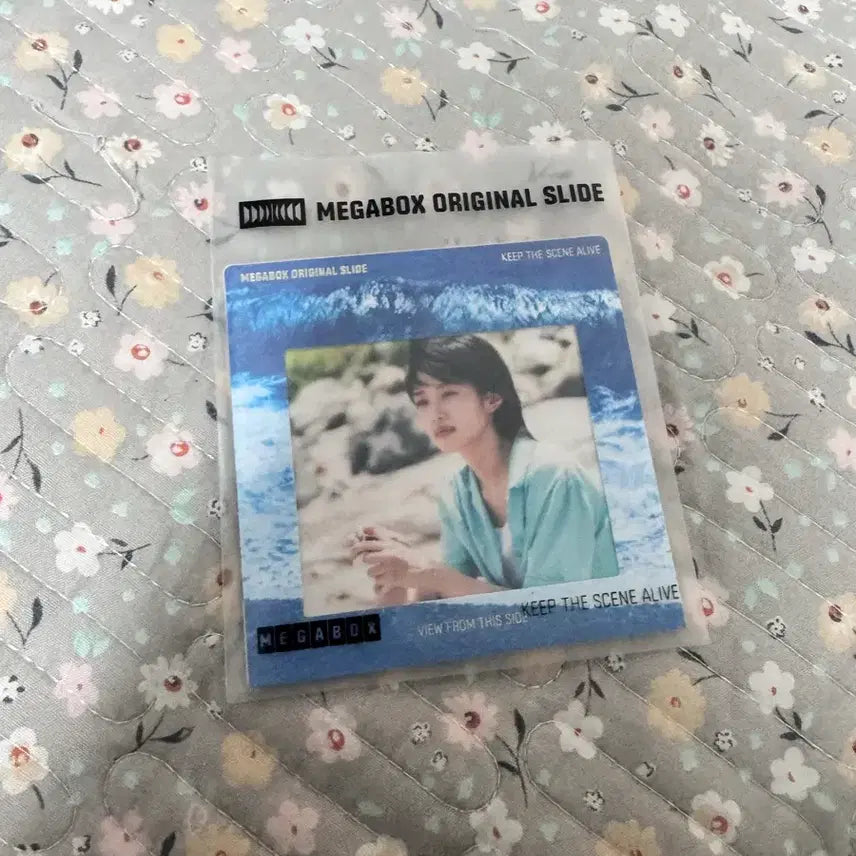 MEGABOX ORIGINAL SLIDE
MEGABOX ORIGINAL SLIDE
KEEP THE SCENE ALIVE
KEEP THE SCENE ALIVE
MEGABOX
VIEW FROM THIS SIDE